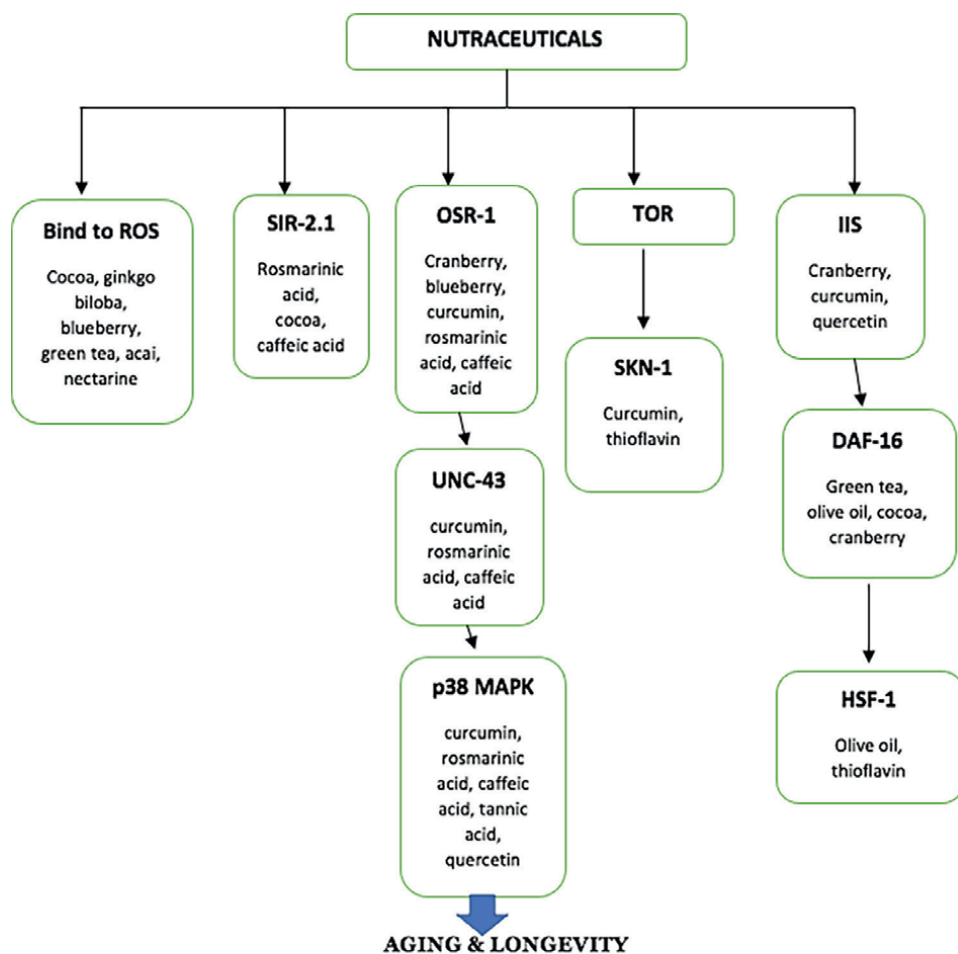 NUTRACEUTICALS
Bind to ROS
Cocoa, ginkgo
biloba,
blueberry,
green tea, acai,
nectarine
SIR-2.1
Rosmarinic
acid,
cocoa,
caffeic acid
OSR-1
Cranberry,
blueberry,
curcumin,
rosmarinic
acid, caffeic
acid
UNC-43
curcumin,
rosmarinic
acid, caffeic
acid
p38 MAPK
curcumin,
rosmarinic
acid, caffeic
acid, tannic
acid,
quercetin
TOR
SKN-1
Curcumin,
thioflavin
IIS
Cranberry,
curcumin,
quercetin
DAF-16
Green tea,
olive oil, cocoa,
cranberry
HSF-1
Olive oil,
thioflavin
AGING & LONGEVITY